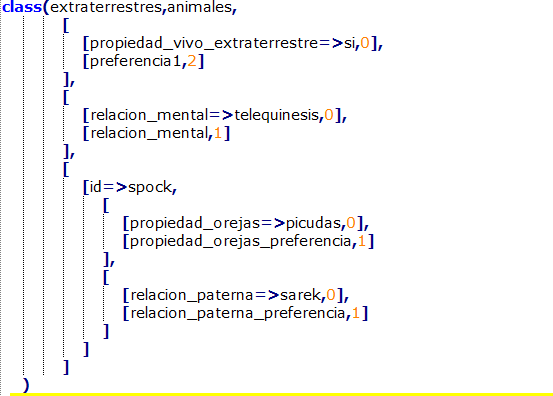 class(extraterrestres,animales,
[
[propiedad_vivo_extraterrestre=>si,0],
[preferencia1,2]
],
[
[relacion_mental=>telequinesis,0],
[relacion_mental,1]
],
[
[id=>spock,
[
[propiedad_orejas=>picudas,0],
[propiedad_orejas_preferencia,1]
],
[
[relacion_paterna=>sarek,0],
[relacion_paterna_preferencia,1]
]
]
]
)